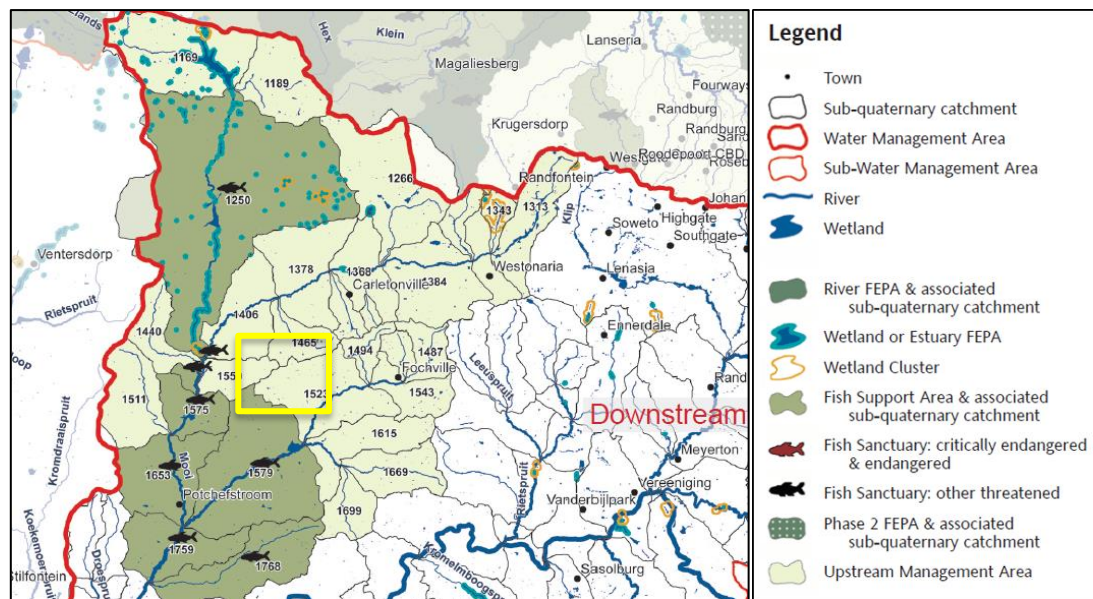 Elands
Hex
Klein
Lanseria
1169
Magaliesberg
1189
Fourways
Randburg
Krugersdorp
Randburg
Roodepoort CBD
Randfontein
1266
Johan
1250
1343
1313
Klip
Soweto
Highgate
Southgate
Ventersdorp
1378
1368
Westonaria
Lenasia
1384
Carletonville
Rietspruit
1406
Ennerdale
1440
1465
1494
1487
Leeuspruit
Fochville
1511
1523
1543
1575
Downstream
Kromdraaispruit
1615
Meyerton
1653
Mooi
1579
1669
Rietspruit
Vereeniging
Potchefstroom
Vanderbijlpark
1699
1759
1768
Stilfontein
Sasolburg
Legend
Town
Sub-quaternary catchment
Water Management Area
Sub-Water Management Area
River
Wetland
River FEPA & associated
sub-quaternary catchment
Wetland or Estuary FEPA
Wetland Cluster
Fish Support Area & associated
sub-quaternary catchment
Fish Sanctuary: critically endangered
& endangered
Fish Sanctuary: other threatened
Phase 2 FEPA & associated
sub-quaternary catchment
Upstream Management Area